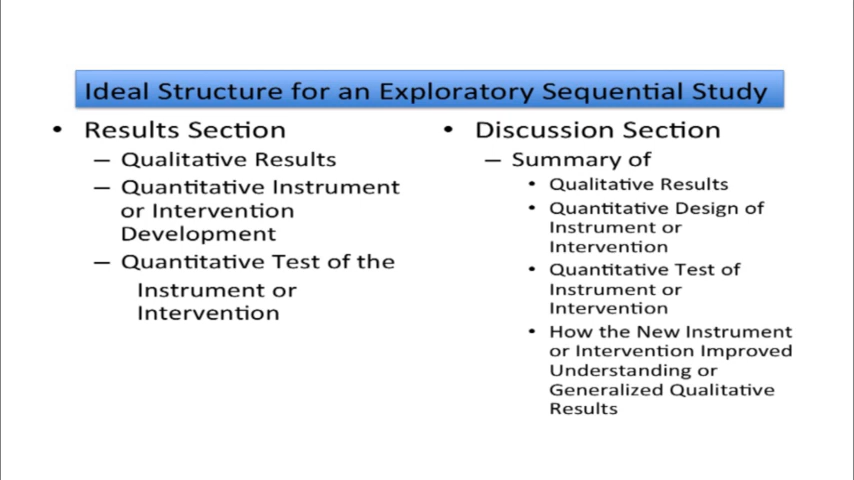 Ideal Structure for an Exploratory Sequential Study
• Results Section
– Qualitative Results
– Quantitative Instrument
or Intervention
Development
– Quantitative Test of the
Instrument or
Intervention
• Discussion Section
– Summary of
• Qualitative Results
• Quantitative Design of
Instrument or
Intervention
• Quantitative Test of
Instrument or
Intervention
• How the New Instrument
or Intervention Improved
Understanding or
Generalized Qualitative
Results